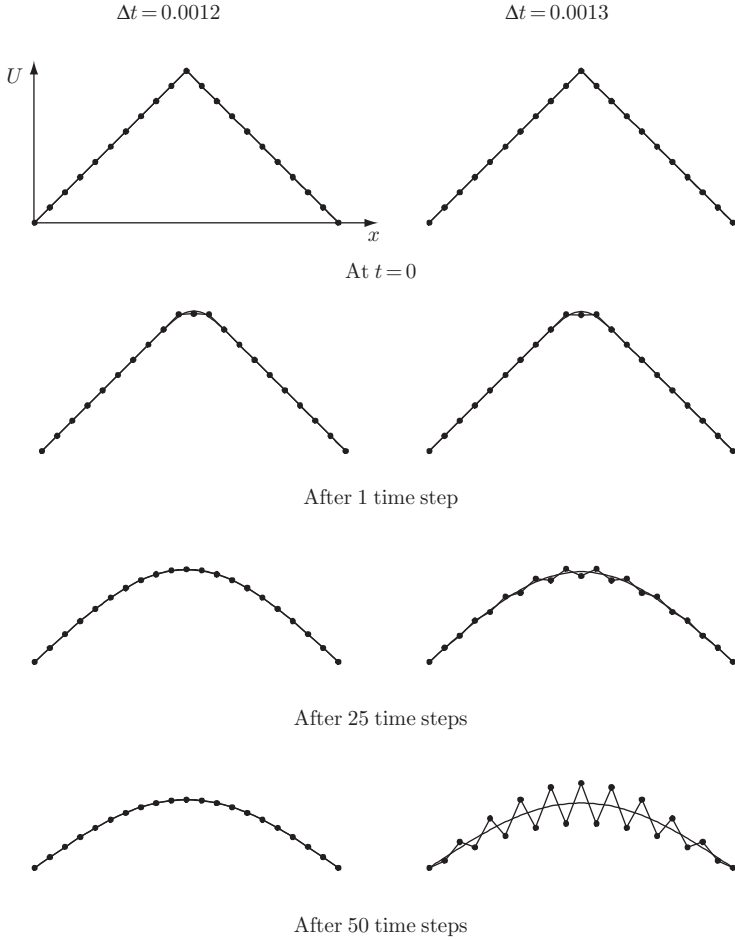 Δt = 0.0012
Δt = 0.0013
U
x
At t = 0
After 1 time step
After 25 time steps
After 50 time steps